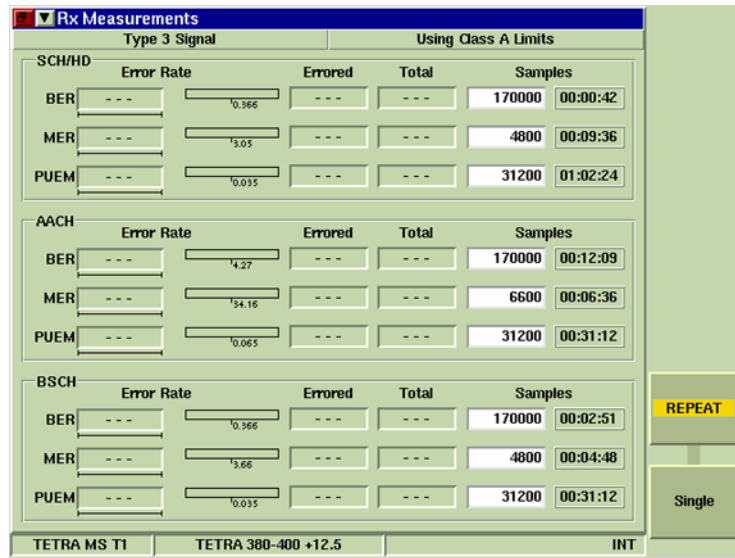 Rx Measurements
Type 3 Signal Using Class A Limits
SCH/HD
Error Rate Errored Total Samples
BER - - - 0.366 - - - - - - 170000 00:00:42
MER - - - 3.05 - - - - - - 4800 00:09:36
PUEM - - - 0.035 - - - - - - 31200 01:02:24
AACH
Error Rate Errored Total Samples
BER - - - 4.27 - - - - - - 170000 00:12:09
MER - - - 34.16 - - - - - - 6600 00:06:36
PUEM - - - 0.065 - - - - - - 31200 00:31:12
BSCH
Error Rate Errored Total Samples
BER - - - 0.366 - - - - - - 170000 00:02:51
MER - - - 3.66 - - - - - - 4800 00:04:48
PUEM - - - 0.035 - - - - - - 31200 00:31:12
REPEAT
Single
TETRA MS T1 TETRA 380-400 +12.5 INT